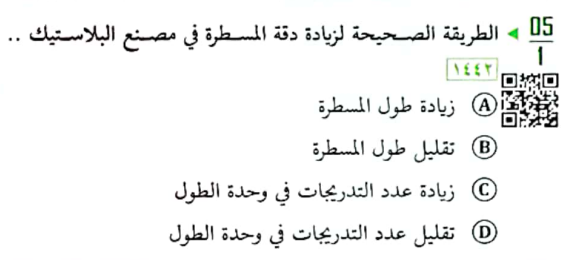 05 ◄ الطريقة الصحيحة لزيادة دقة المسطرة في مصنع البلاستيك ..
1
١٤٤٢
A زيادة طول المسطرة
B تقليل طول المسطرة
C زيادة عدد التدريجات في وحدة الطول
D تقليل عدد التدريجات في وحدة الطول